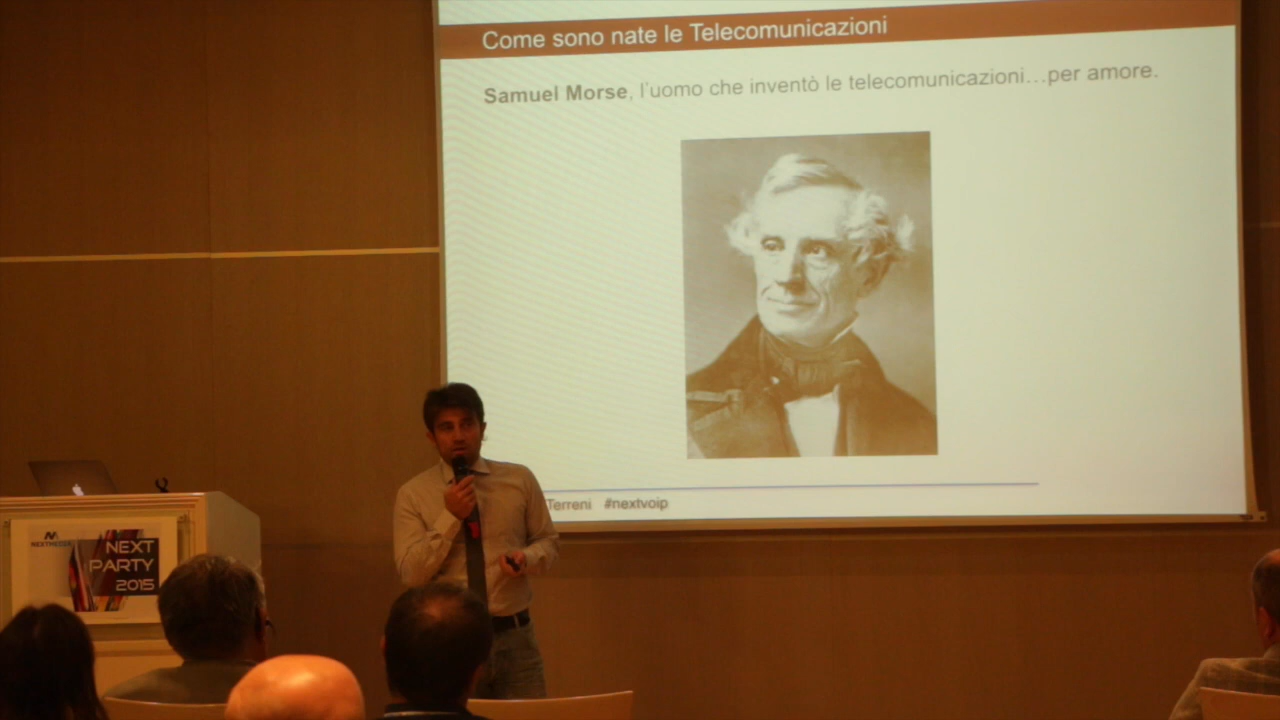 Come sono nate le Telecomunicazioni
Samuel Morse, l'uomo che inventò le telecomunicazioni…per amore.
Terreni #nextvoip
NEXT
PARTY
2015